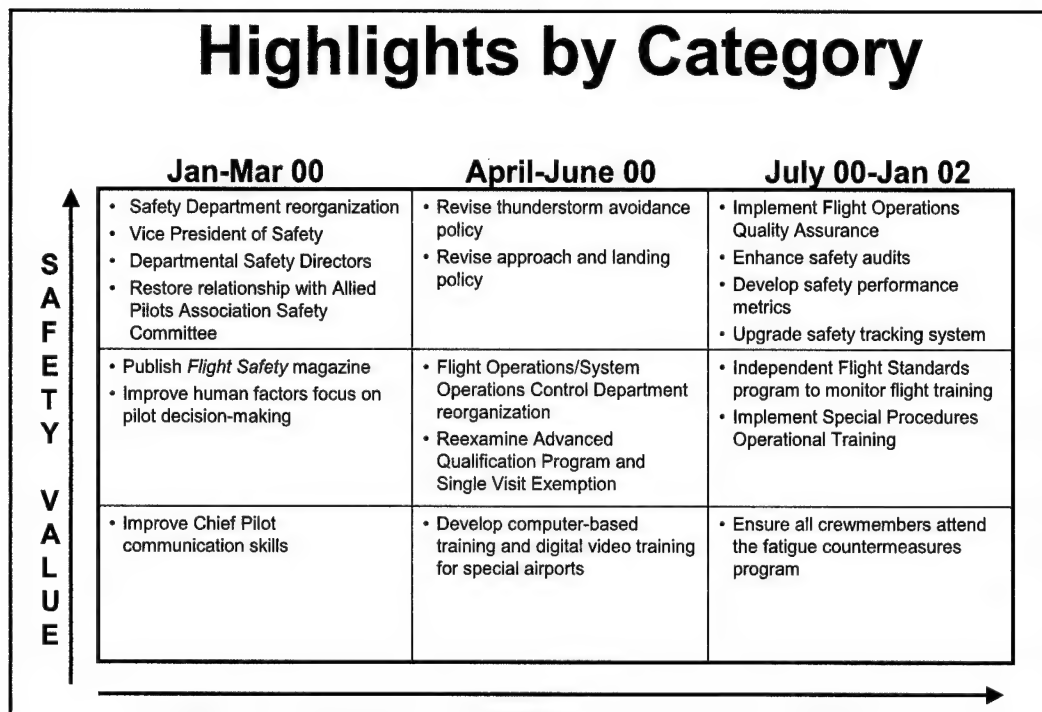 Highlights by Category
Jan-Mar 00
April-June 00
July 00-Jan 02
SAFETY VALUE
• Safety Department reorganization
• Vice President of Safety
• Departmental Safety Directors
• Restore relationship with Allied
Pilots Association Safety
Committee
• Revise thunderstorm avoidance
policy
• Revise approach and landing
policy
• Implement Flight Operations
Quality Assurance
• Enhance safety audits
• Develop safety performance
metrics
• Upgrade safety tracking system
• Publish Flight Safety magazine
• Improve human factors focus on
pilot decision-making
• Flight Operations/System
Operations Control Department
reorganization
• Reexamine Advanced
Qualification Program and
Single Visit Exemption
• Independent Flight Standards
program to monitor flight training
• Implement Special Procedures
Operational Training
• Improve Chief Pilot
communication skills
• Develop computer-based
training and digital video training
for special airports
• Ensure all crewmembers attend
the fatigue countermeasures
program